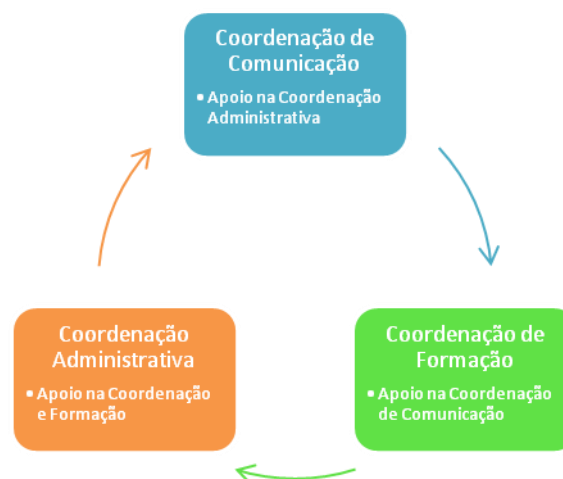 Coordenação de
Comunicação
▪ Apoio na Coordenação
Administrativa
Coordenação
Administrativa
▪ Apoio na Coordenação
e Formação
Coordenação de
Formação
▪ Apoio na Coordenação
de Comunicação